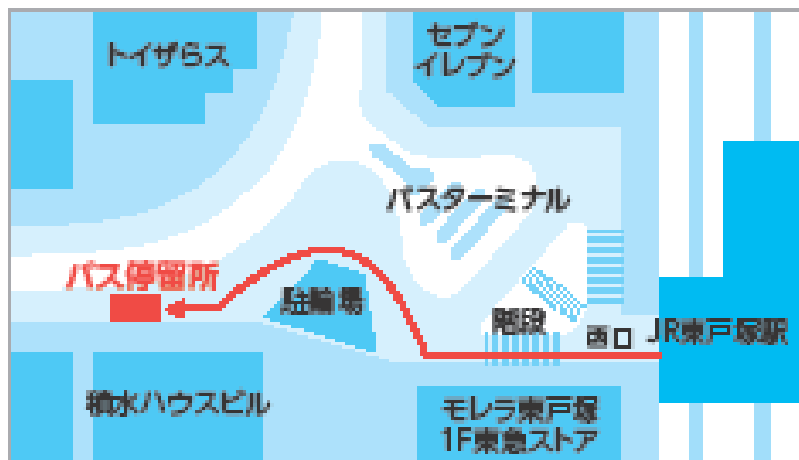 トイザらス
セブン
イレブン
バスターミナル
バス停留所
駐輪場
階段
西口
JR東戸塚駅
積水ハウスビル
モレラ東戸塚
1F東急ストア